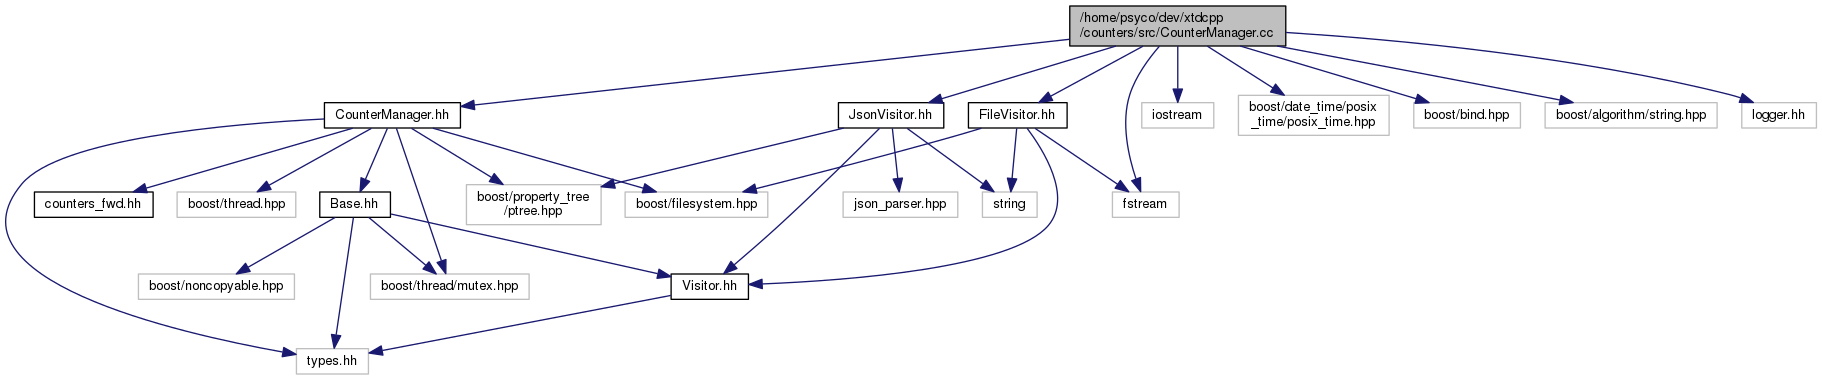 /home/psyco/dev/xtdcpp
/counters/src/CounterManager.cc
CounterManager.hh
JsonVisitor.hh
FileVisitor.hh
iostream
boost/date_time/posix
_time/posix_time.hpp
boost/bind.hpp
boost/algorithm/string.hpp
logger.hh
counters_fwd.hh
boost/thread.hpp
Base.hh
boost/property_tree
/ptree.hpp
boost/filesystem.hpp
json_parser.hpp
string
fstream
boost/noncopyable.hpp
boost/thread/mutex.hpp
Visitor.hh
types.hh